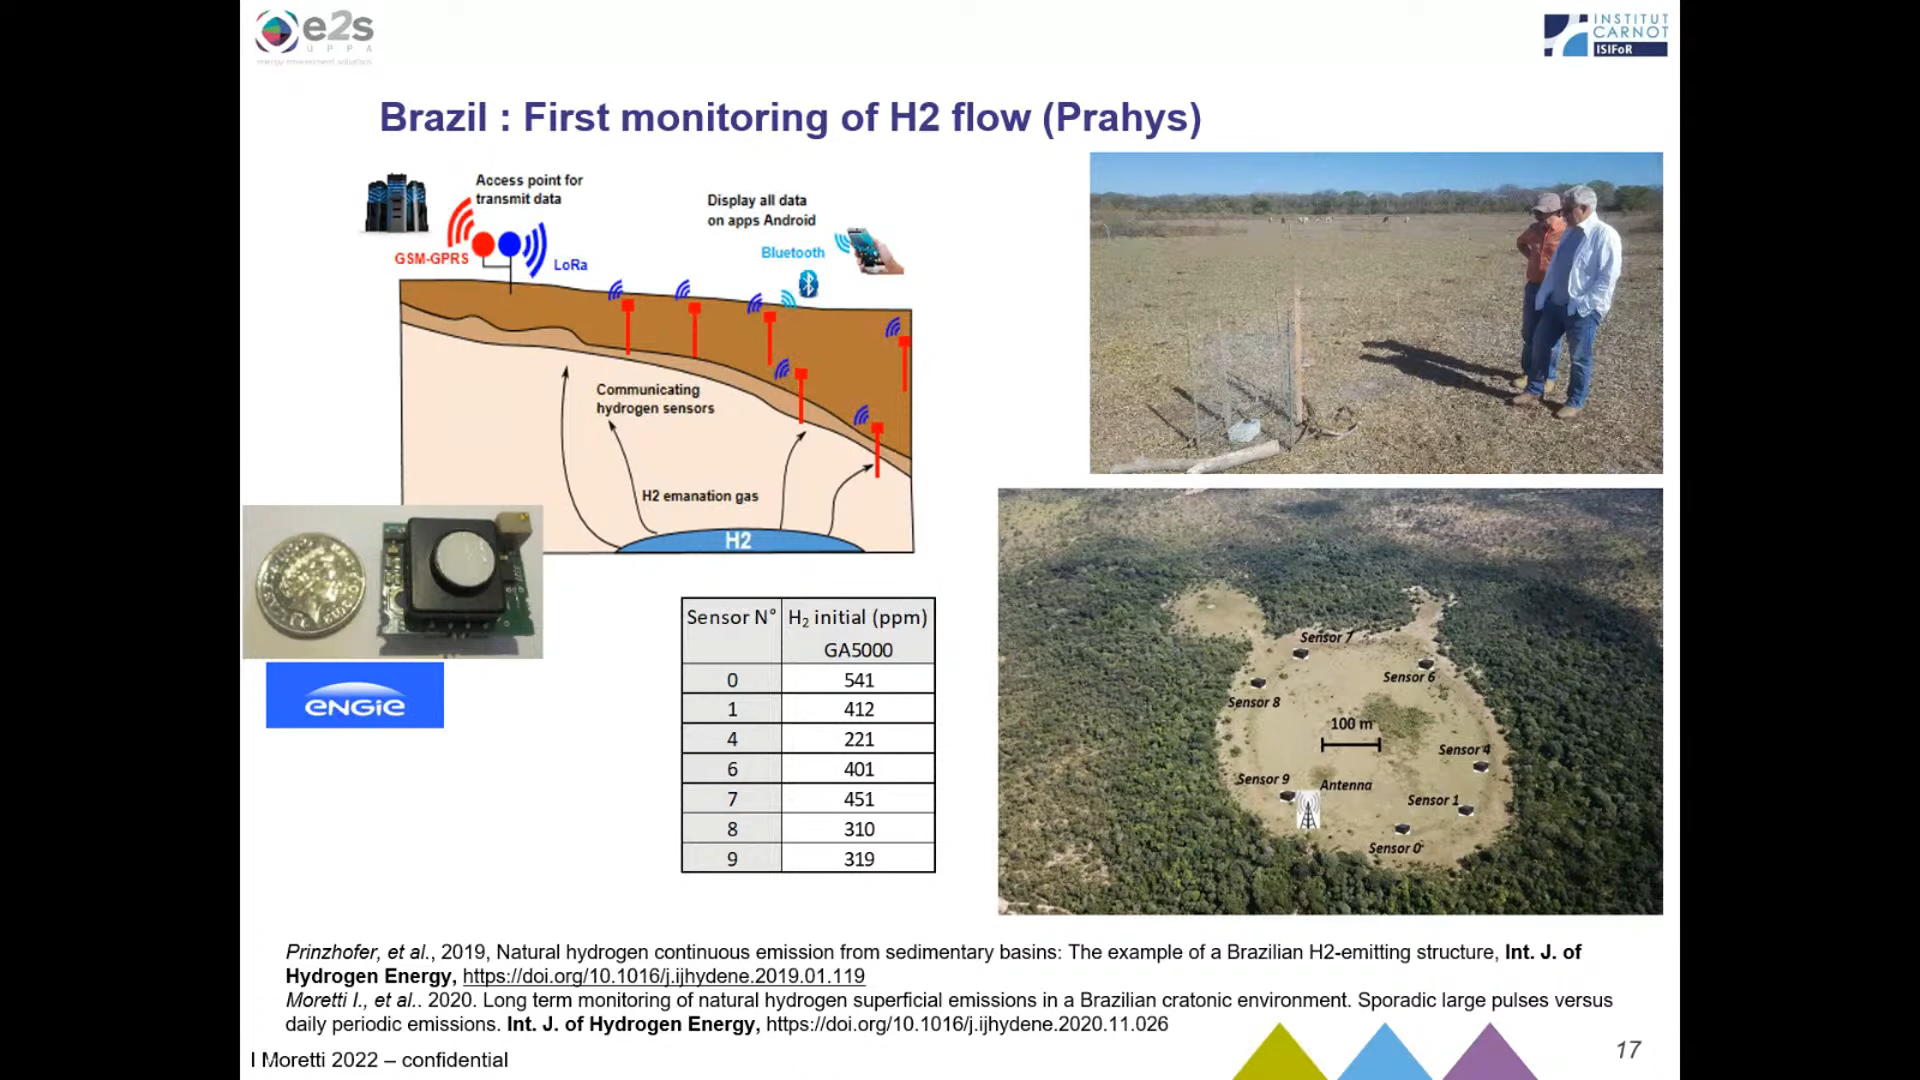 e2s
UPPA
energy environment solutions
INSTITUT
CARNOT
ISIFoR
Brazil : First monitoring of H2 flow (Prahys)
Access point for
transmit data
GSM-GPRS
LoRa
Display all data
on apps Android
Bluetooth
Communicating
hydrogen sensors
H2 emanation gas
H2
ENGIE
Sensor N° H₂ initial (ppm)
GA5000
0 541
1 412
4 221
6 401
7 451
8 310
9 319
Sensor 7
Sensor 6
Sensor 8
100 m
Sensor 4
Sensor 9
Antenna
Sensor 1
Sensor 0
Prinzhofer, et al., 2019, Natural hydrogen continuous emission from sedimentary basins: The example of a Brazilian H2-emitting structure, Int. J. of
Hydrogen Energy, https://doi.org/10.1016/j.ijhydene.2019.01.119
Moretti I., et al.. 2020. Long term monitoring of natural hydrogen superficial emissions in a Brazilian cratonic environment. Sporadic large pulses versus
daily periodic emissions. Int. J. of Hydrogen Energy, https://doi.org/10.1016/j.ijhydene.2020.11.026
I Moretti 2022 – confidential
17